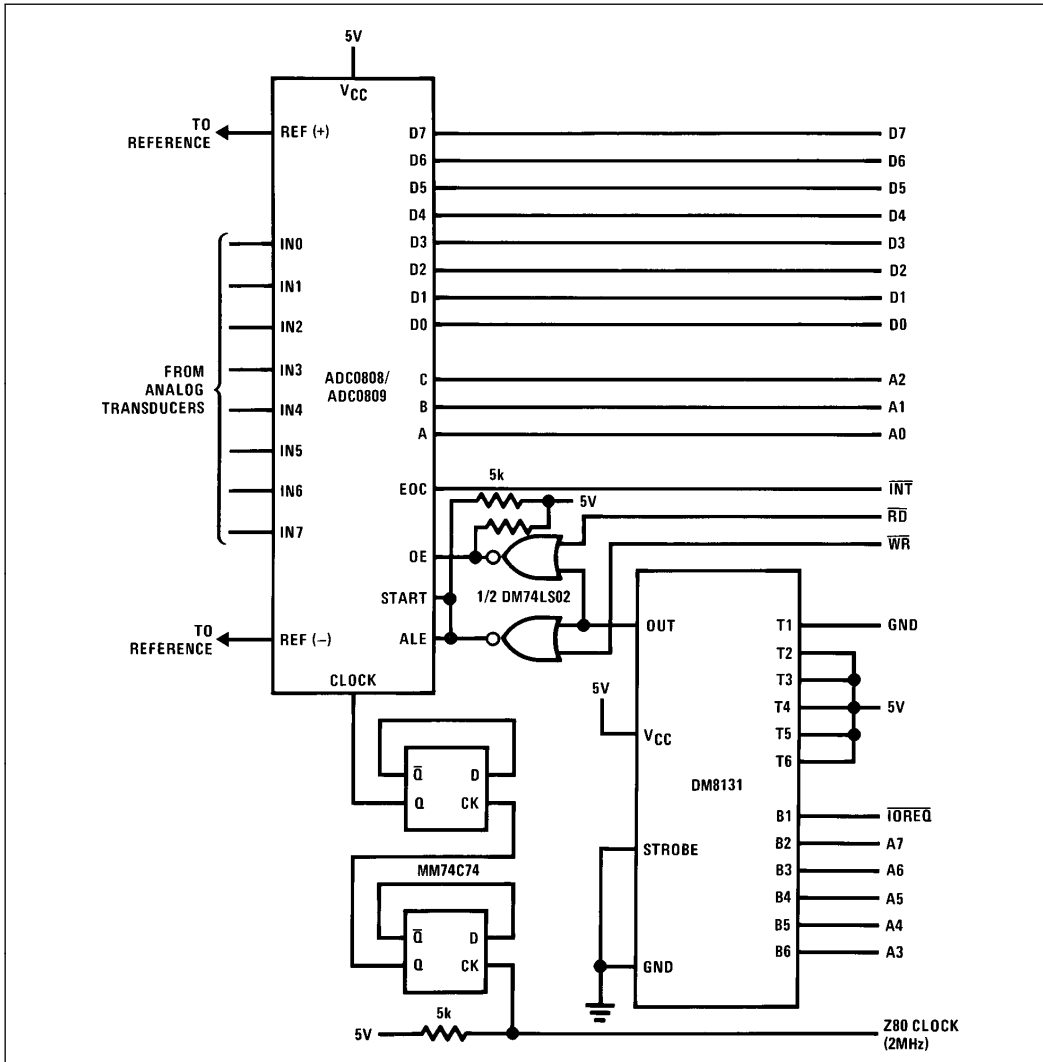 5V
VCC
TO
REFERENCE
REF (+)
D7
D6
D5
D4
D3
D2
D1
D0
D7
D6
D5
D4
D3
D2
D1
D0
IN0
IN1
IN2
IN3
IN4
IN5
IN6
IN7
FROM
ANALOG
TRANSDUCERS
ADC0808/
ADC0809
C
B
A
A2
A1
A0
EOC
5k
5V
I̅N̅T̅
R̅D̅
W̅R̅
OE
START
ALE
1/2 DM74LS02
TO
REFERENCE
REF (−)
CLOCK
OUT
T1
T2
T3
T4
T5
T6
GND
5V
5V
VCC
DM8131
STROBE
GND
B1
B2
B3
B4
B5
B6
I̅O̅R̅E̅Q̅
A7
A6
A5
A4
A3
Q̅
D
Q
CK
MM74C74
Q̅
D
Q
CK
5V
5k
Z80 CLOCK
(2MHz)